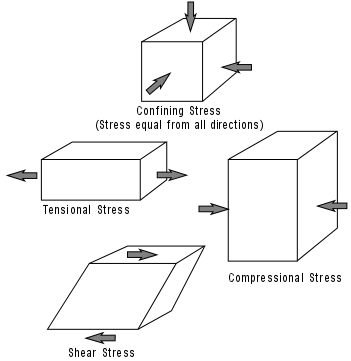 Confining Stress
(Stress equal from all directions)
Tensional Stress
Compressional Stress
Shear Stress